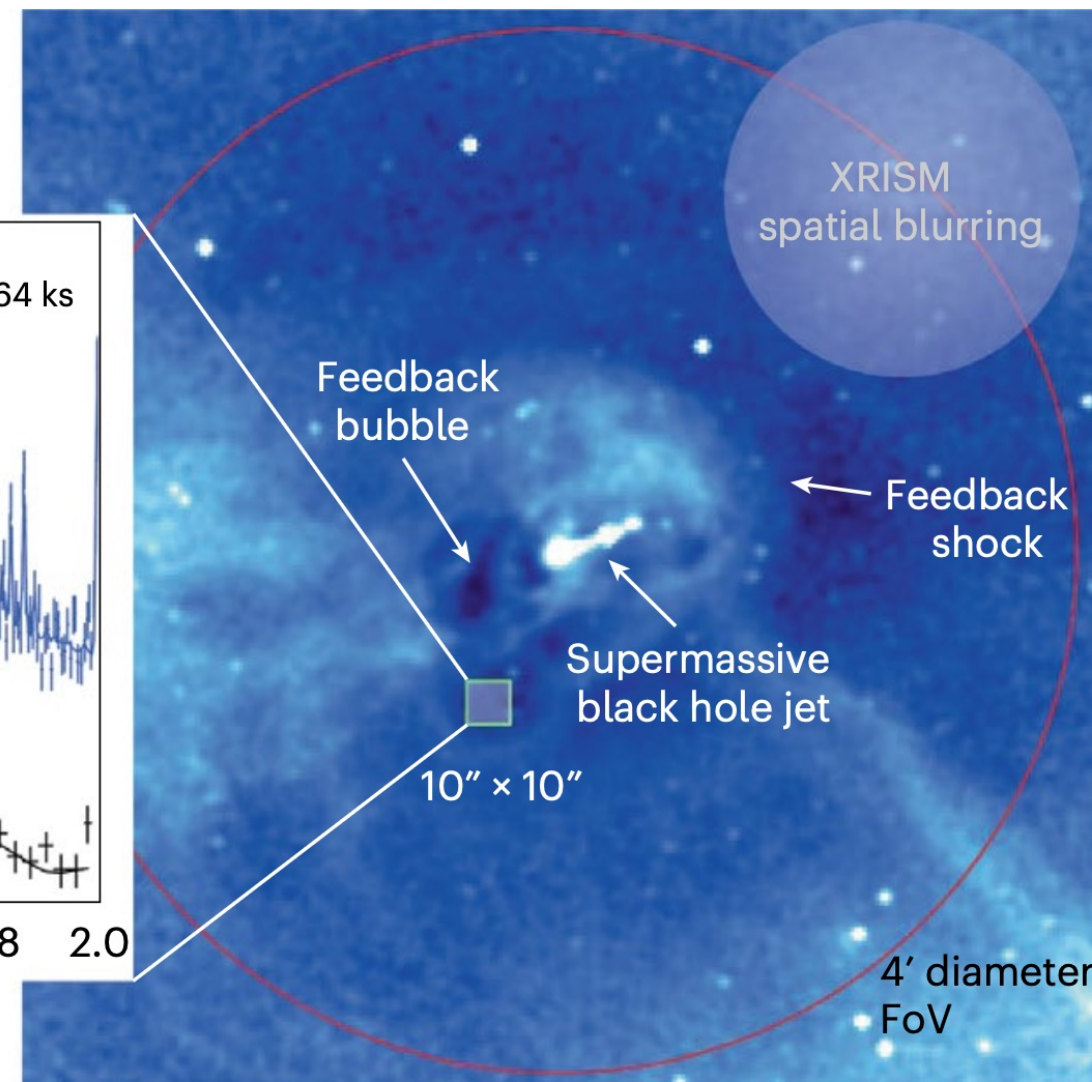 XRISM
spatial blurring
64 ks
Feedback
bubble
Feedback
shock
Supermassive
black hole jet
10″ × 10″
8 2.0
4′ diameter
FoV